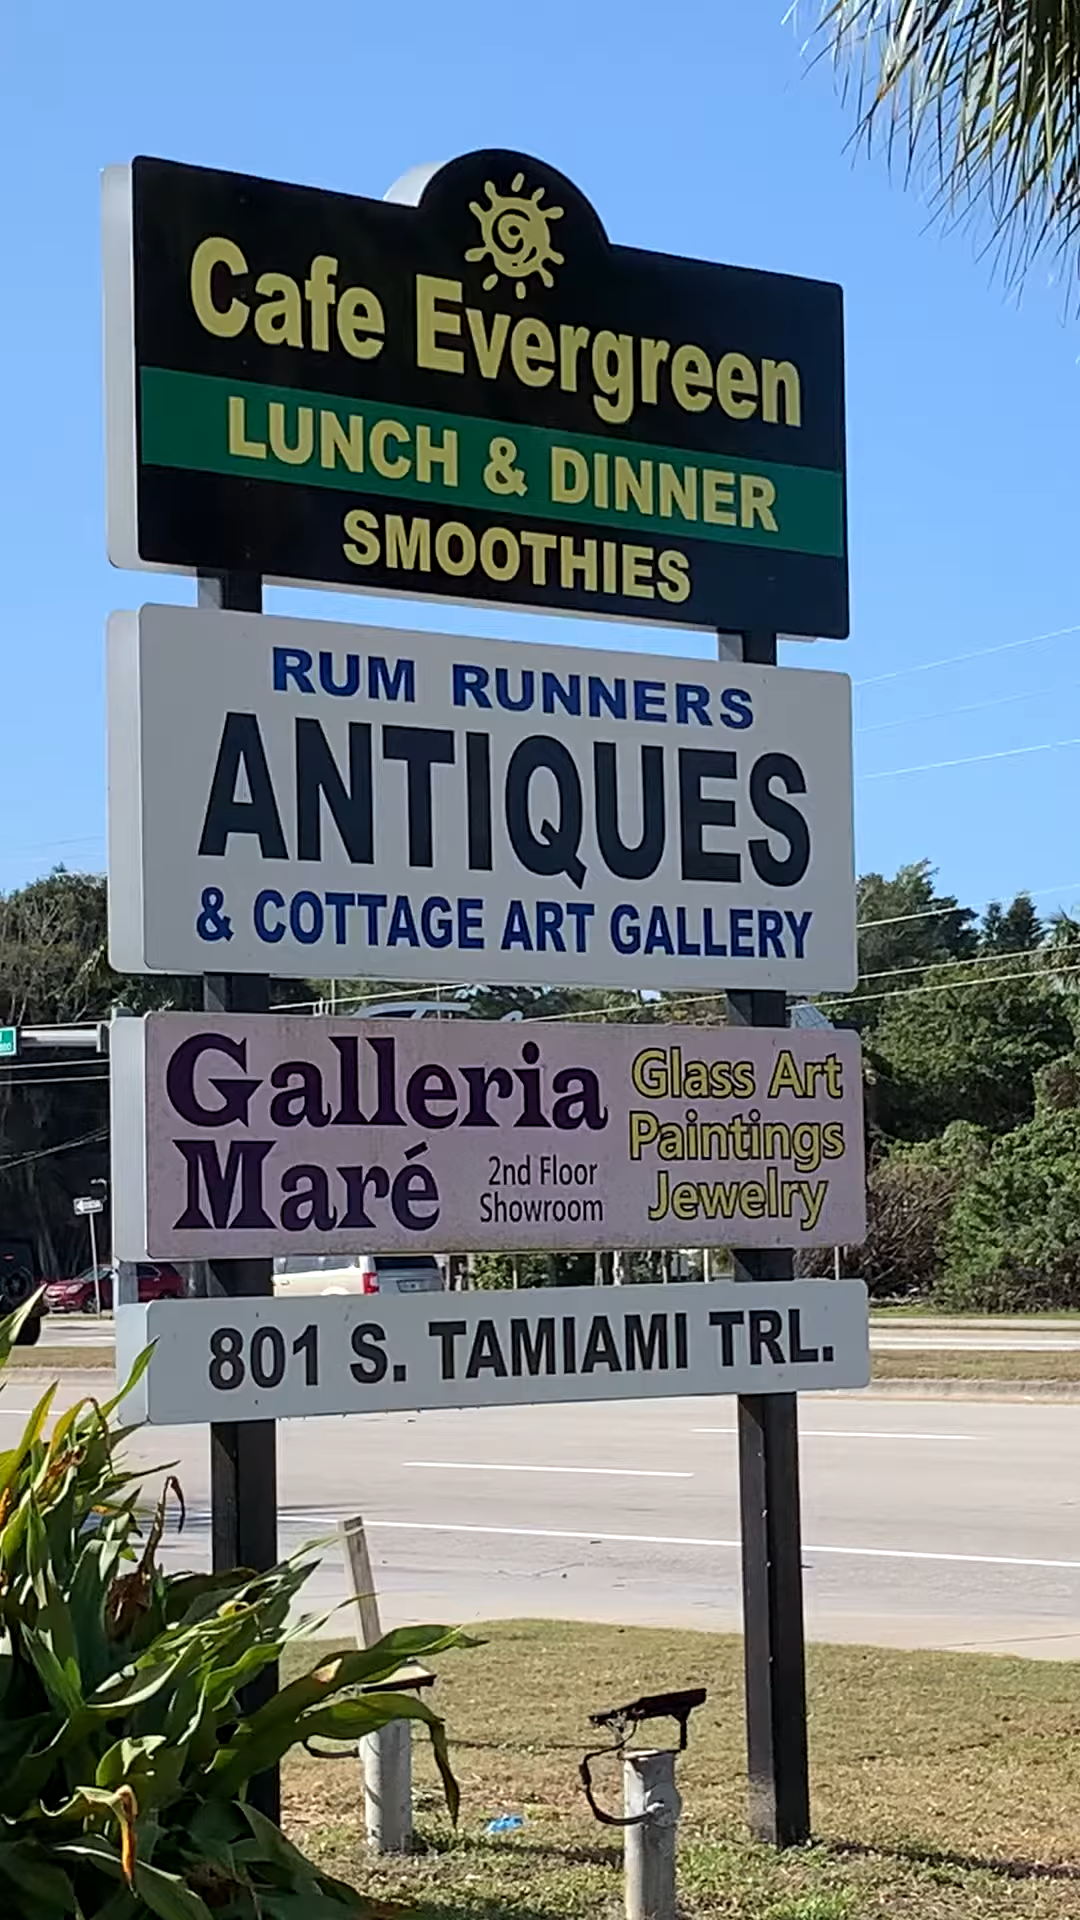 Cafe Evergreen
LUNCH & DINNER
SMOOTHIES
RUM RUNNERS
ANTIQUES
& COTTAGE ART GALLERY
Galleria
Maré
2nd Floor
Showroom
Glass Art
Paintings
Jewelry
801 S. TAMIAMI TRL.